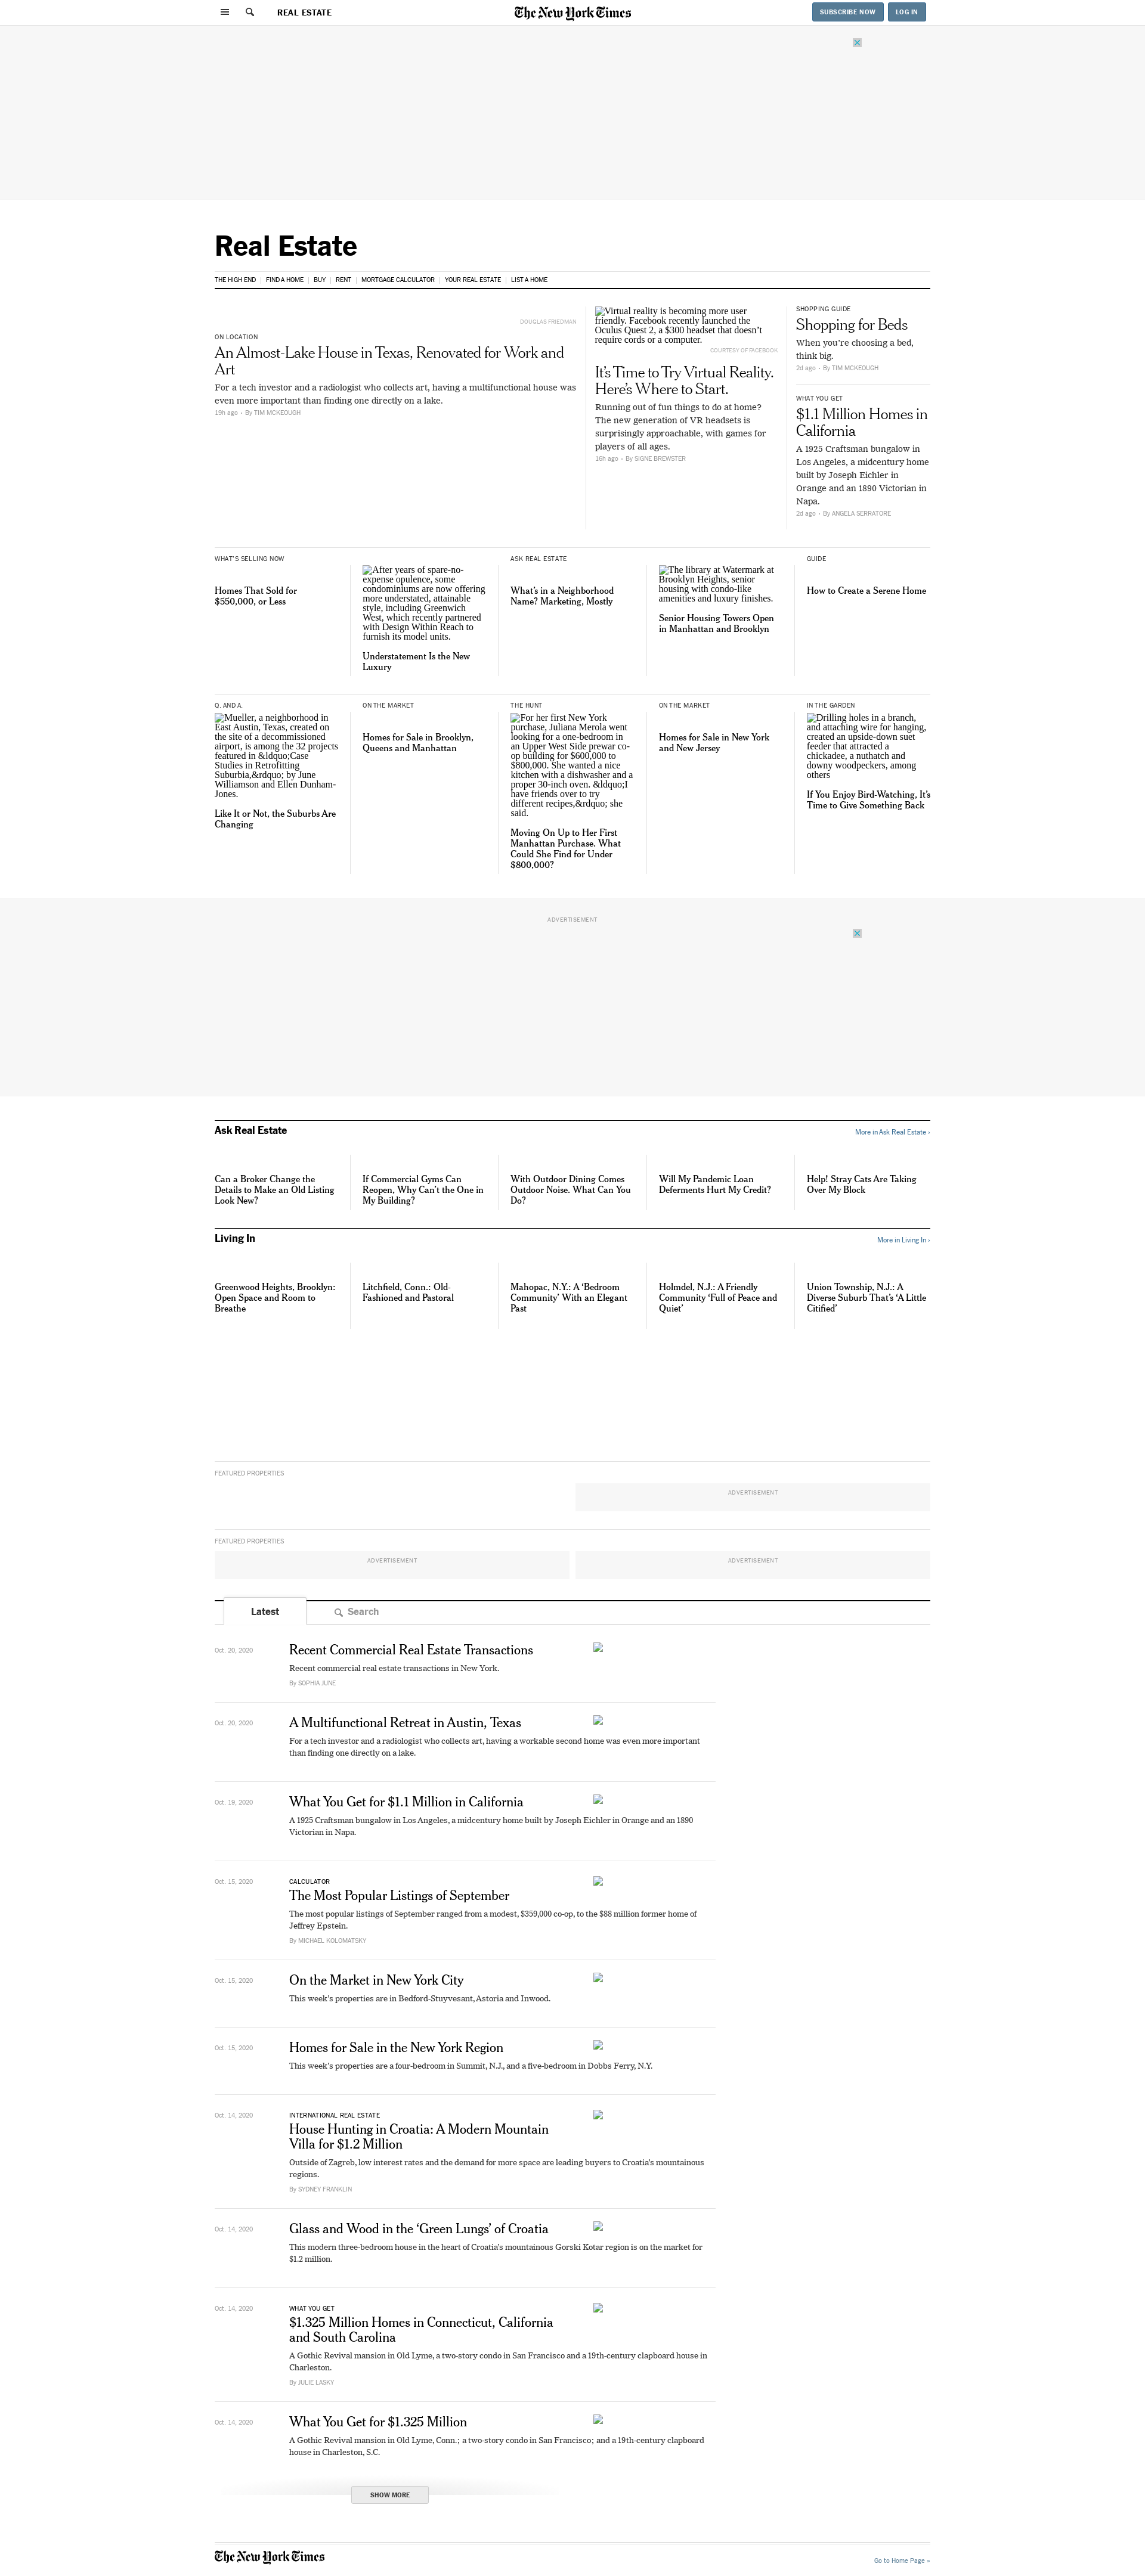 REAL ESTATE
The New York Times
SUBSCRIBE NOW
LOG IN
Real Estate
THE HIGH END | FIND A HOME | BUY | RENT | MORTGAGE CALCULATOR | YOUR REAL ESTATE | LIST A HOME
DOUGLAS FRIEDMAN
ON LOCATION
An Almost-Lake House in Texas, Renovated for Work and
Art
For a tech investor and a radiologist who collects art, having a multifunctional house was
even more important than finding one directly on a lake.
19h ago • By TIM MCKEOUGH
Virtual reality is becoming more user
friendly. Facebook recently launched the
Oculus Quest 2, a $300 headset that doesn’t
require cords or a computer.
COURTESY OF FACEBOOK
It’s Time to Try Virtual Reality.
Here’s Where to Start.
Running out of fun things to do at home?
The new generation of VR headsets is
surprisingly approachable, with games for
players of all ages.
16h ago • By SIGNE BREWSTER
SHOPPING GUIDE
Shopping for Beds
When you’re choosing a bed,
think big.
2d ago • By TIM MCKEOUGH
WHAT YOU GET
$1.1 Million Homes in
California
A 1925 Craftsman bungalow in
Los Angeles, a midcentury home
built by Joseph Eichler in
Orange and an 1890 Victorian in
Napa.
2d ago • By ANGELA SERRATORE
WHAT’S SELLING NOW
Homes That Sold for
$550,000, or Less
After years of spare-no-
expense opulence, some
condominiums are now offering
more understated, attainable
style, including Greenwich
West, which recently partnered
with Design Within Reach to
furnish its model units.
Understatement Is the New
Luxury
ASK REAL ESTATE
What’s in a Neighborhood
Name? Marketing, Mostly
The library at Watermark at
Brooklyn Heights, senior
housing with condo-like
amenities and luxury finishes.
Senior Housing Towers Open
in Manhattan and Brooklyn
GUIDE
How to Create a Serene Home
Q. AND A.
Mueller, a neighborhood in
East Austin, Texas, created on
the site of a decommissioned
airport, is among the 32 projects
featured in &ldquo;Case
Studies in Retrofitting
Suburbia,&rdquo; by June
Williamson and Ellen Dunham-
Jones.
Like It or Not, the Suburbs Are
Changing
ON THE MARKET
Homes for Sale in Brooklyn,
Queens and Manhattan
THE HUNT
For her first New York
purchase, Juliana Merola went
looking for a one-bedroom in
an Upper West Side prewar co-
op building for $600,000 to
$800,000. She wanted a nice
kitchen with a dishwasher and a
proper 30-inch oven. &ldquo;I
have friends over to try
different recipes,&rdquo; she
said.
Moving On Up to Her First
Manhattan Purchase. What
Could She Find for Under
$800,000?
ON THE MARKET
Homes for Sale in New York
and New Jersey
IN THE GARDEN
Drilling holes in a branch,
and attaching wire for hanging,
created an upside-down suet
feeder that attracted a
chickadee, a nuthatch and
downy woodpeckers, among
others
If You Enjoy Bird-Watching, It’s
Time to Give Something Back
ADVERTISEMENT
Ask Real Estate
More in Ask Real Estate ›
Can a Broker Change the
Details to Make an Old Listing
Look New?
If Commercial Gyms Can
Reopen, Why Can’t the One in
My Building?
With Outdoor Dining Comes
Outdoor Noise. What Can You
Do?
Will My Pandemic Loan
Deferments Hurt My Credit?
Help! Stray Cats Are Taking
Over My Block
Living In
More in Living In ›
Greenwood Heights, Brooklyn:
Open Space and Room to
Breathe
Litchfield, Conn.: Old-
Fashioned and Pastoral
Mahopac, N.Y.: A ‘Bedroom
Community’ With an Elegant
Past
Holmdel, N.J.: A Friendly
Community ‘Full of Peace and
Quiet’
Union Township, N.J.: A
Diverse Suburb That’s ‘A Little
Citified’
FEATURED PROPERTIES
ADVERTISEMENT
FEATURED PROPERTIES
ADVERTISEMENT
ADVERTISEMENT
Latest
Search
Oct. 20, 2020
Recent Commercial Real Estate Transactions
Recent commercial real estate transactions in New York.
By SOPHIA JUNE
Oct. 20, 2020
A Multifunctional Retreat in Austin, Texas
For a tech investor and a radiologist who collects art, having a workable second home was even more important
than finding one directly on a lake.
Oct. 19, 2020
What You Get for $1.1 Million in California
A 1925 Craftsman bungalow in Los Angeles, a midcentury home built by Joseph Eichler in Orange and an 1890
Victorian in Napa.
Oct. 15, 2020
CALCULATOR
The Most Popular Listings of September
The most popular listings of September ranged from a modest, $359,000 co-op, to the $88 million former home of
Jeffrey Epstein.
By MICHAEL KOLOMATSKY
Oct. 15, 2020
On the Market in New York City
This week’s properties are in Bedford-Stuyvesant, Astoria and Inwood.
Oct. 15, 2020
Homes for Sale in the New York Region
This week’s properties are a four-bedroom in Summit, N.J., and a five-bedroom in Dobbs Ferry, N.Y.
Oct. 14, 2020
INTERNATIONAL REAL ESTATE
House Hunting in Croatia: A Modern Mountain
Villa for $1.2 Million
Outside of Zagreb, low interest rates and the demand for more space are leading buyers to Croatia’s mountainous
regions.
By SYDNEY FRANKLIN
Oct. 14, 2020
Glass and Wood in the ‘Green Lungs’ of Croatia
This modern three-bedroom house in the heart of Croatia’s mountainous Gorski Kotar region is on the market for
$1.2 million.
Oct. 14, 2020
WHAT YOU GET
$1.325 Million Homes in Connecticut, California
and South Carolina
A Gothic Revival mansion in Old Lyme, a two-story condo in San Francisco and a 19th-century clapboard house in
Charleston.
By JULIE LASKY
Oct. 14, 2020
What You Get for $1.325 Million
A Gothic Revival mansion in Old Lyme, Conn.; a two-story condo in San Francisco; and a 19th-century clapboard
house in Charleston, S.C.
SHOW MORE
The New York Times
Go to Home Page »